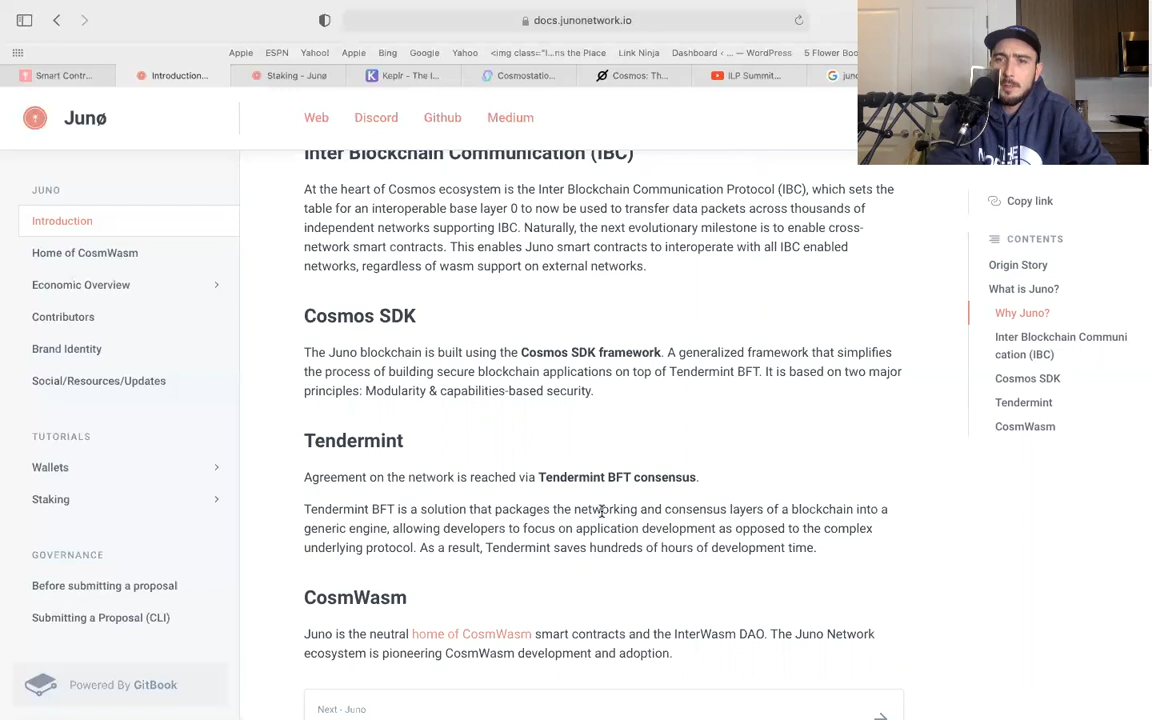 docs.junonetwork.io
Apple ESPN Yahoo! Apple Bing Google Yahoo <img class="I...ns the Place Link Ninja Dashboard ‹ ... — WordPress 5 Flower Bo
Smart Contr... Introduction... Staking - Junø Keplr - The I... Cosmostatio... Cosmos: Th... ILP Summit... jun
Junø
Web Discord Github Medium
JUNO
Introduction
Home of CosmWasm
Economic Overview
Contributors
Brand Identity
Social/Resources/Updates
TUTORIALS
Wallets
Staking
GOVERNANCE
Before submitting a proposal
Submitting a Proposal (CLI)
Powered By GitBook
Inter Blockchain Communication (IBC)
At the heart of Cosmos ecosystem is the Inter Blockchain Communication Protocol (IBC), which sets the
table for an interoperable base layer 0 to now be used to transfer data packets across thousands of
independent networks supporting IBC. Naturally, the next evolutionary milestone is to enable cross-
network smart contracts. This enables Juno smart contracts to interoperate with all IBC enabled
networks, regardless of wasm support on external networks.
Cosmos SDK
The Juno blockchain is built using the Cosmos SDK framework. A generalized framework that simplifies
the process of building secure blockchain applications on top of Tendermint BFT. It is based on two major
principles: Modularity & capabilities-based security.
Tendermint
Agreement on the network is reached via Tendermint BFT consensus.
Tendermint BFT is a solution that packages the networking and consensus layers of a blockchain into a
generic engine, allowing developers to focus on application development as opposed to the complex
underlying protocol. As a result, Tendermint saves hundreds of hours of development time.
CosmWasm
Juno is the neutral home of CosmWasm smart contracts and the InterWasm DAO. The Juno Network
ecosystem is pioneering CosmWasm development and adoption.
Next - Juno
Copy link
CONTENTS
Origin Story
What is Juno?
Why Juno?
Inter Blockchain Communi
cation (IBC)
Cosmos SDK
Tendermint
CosmWasm